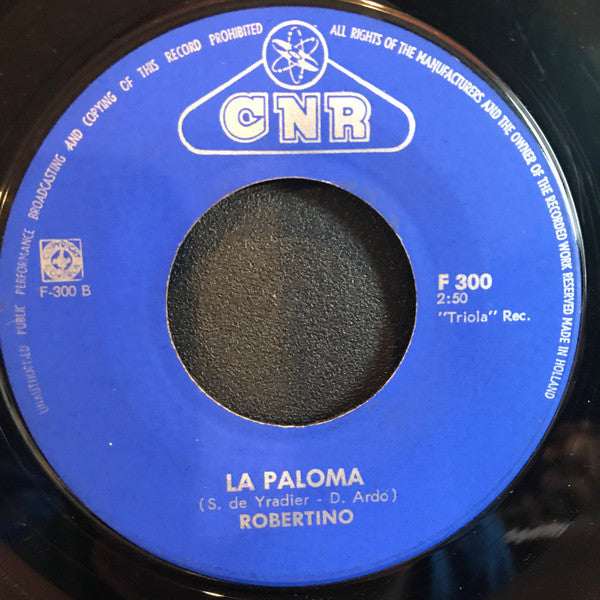 UNAUTHORISED PUBLIC PERFORMANCE BROADCASTING AND COPYING OF THIS RECORD PROHIBITED ALL RIGHTS OF THE MANUFACTURERS AND THE OWNER OF THE RECORDED WORK RESERVED MADE IN HOLLAND
CNR
F-300 B
F 300
2:50
"Triola" Rec.
LA PALOMA
(S. de Yradier - D. Ardo)
ROBERTINO